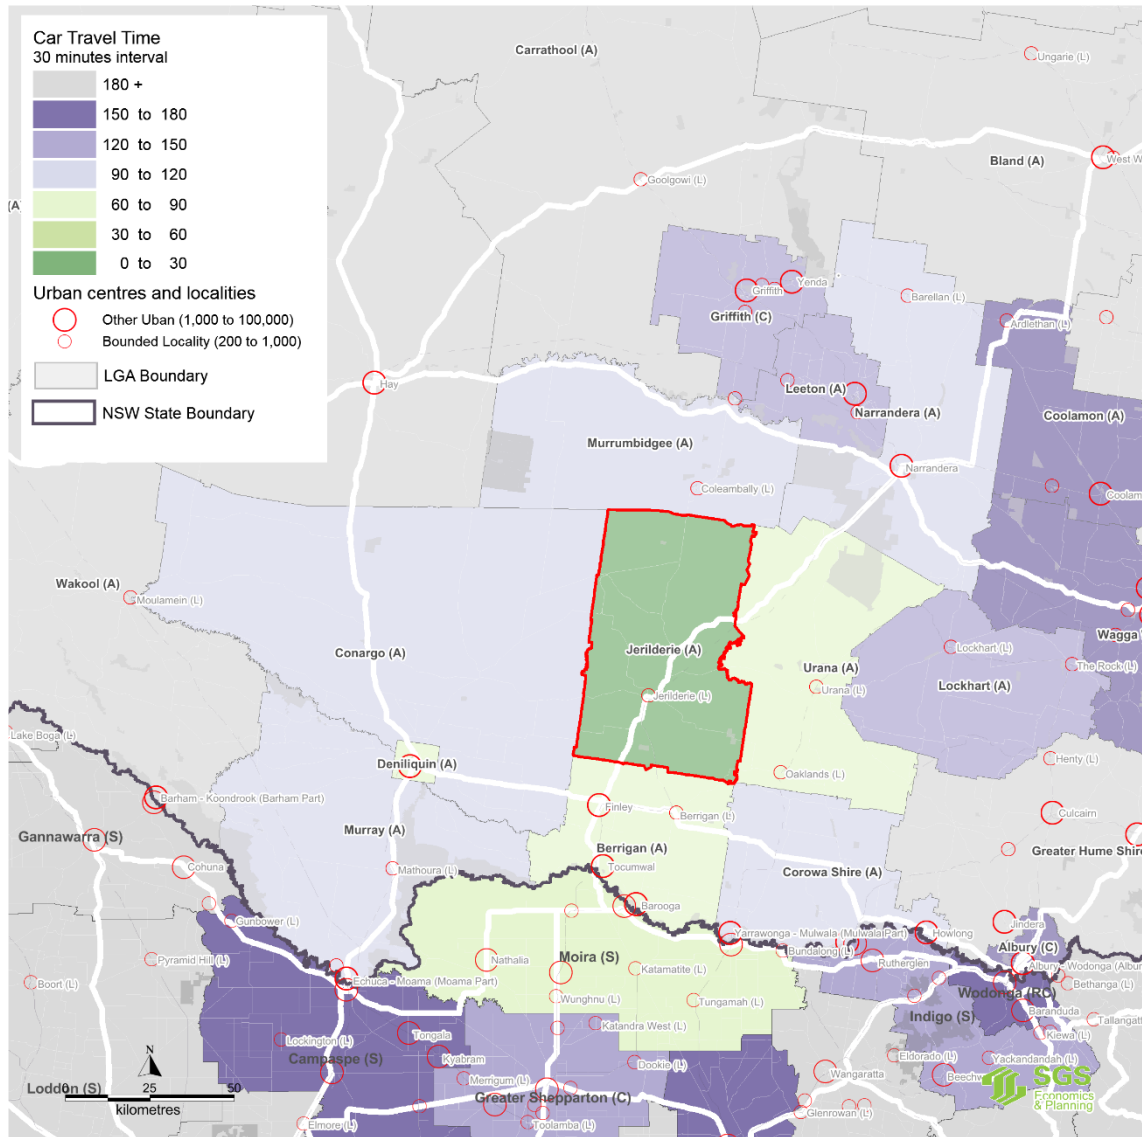 Car Travel Time
30 minutes interval
180 +
150 to 180
120 to 150
90 to 120
60 to 90
30 to 60
0 to 30
Urban centres and localities
Other Uban (1,000 to 100,000)
Bounded Locality (200 to 1,000)
LGA Boundary
NSW State Boundary
Carrathool (A)
Ungarie (L)
Bland (A)
West W
Goolgowi (L)
(A)
Griffith
Yenda
Griffith (C)
Barellan (L)
Ardlethan (L)
Hay
Leeton (A)
Narrandera (A)
Coolamon (A)
Murrumbidgee (A)
Narrandera
Coleambally (L)
Coolam
Wakool (A)
Moulamein (L)
Conargo (A)
Jerilderie (A)
Jerilderie (L)
Urana (A)
Urana (L)
Lockhart (L)
Lockhart (A)
Wagga
The Rock (L)
Lake Boga (L)
Deniliquin (A)
Oaklands (L)
Henty (L)
Barham - Koondrook (Barham Part)
Finley
Berrigan (L)
Culcairn
Gannawarra (S)
Murray (A)
Berrigan (A)
Greater Hume Shire
Cohuna
Mathoura (L)
Tocumwal
Corowa Shire (A)
Barooga
Gunbower (L)
Yarrawonga - Mulwala (Mulwala Part)
Howlong
Jindera
Pyramid Hill (L)
Nathalia
Moira (S)
Katamatite (L)
Bundalong (L)
Rutherglen
Albury (C)
Albury - Wodonga (Albur
Boort (L)
Echuca - Moama (Moama Part)
Wunghnu (L)
Tungamah (L)
Wodonga (RC)
Bethanga (L)
Indigo (S)
Baranduda
Tallangatt
Lockington (L)
Tongala
Katandra West (L)
Kiewa (L)
Campaspe (S)
Kyabram
Dookie (L)
Eldorado (L)
Yackandandah (L)
Merrigum (L)
Wangaratta
Beechw
Loddon (S)
Greater Shepparton (C)
Glenrowan (L)
Elmore (L)
Toolamba (L)
N
0 25 50
kilometres
SGS
Economics
& Planning